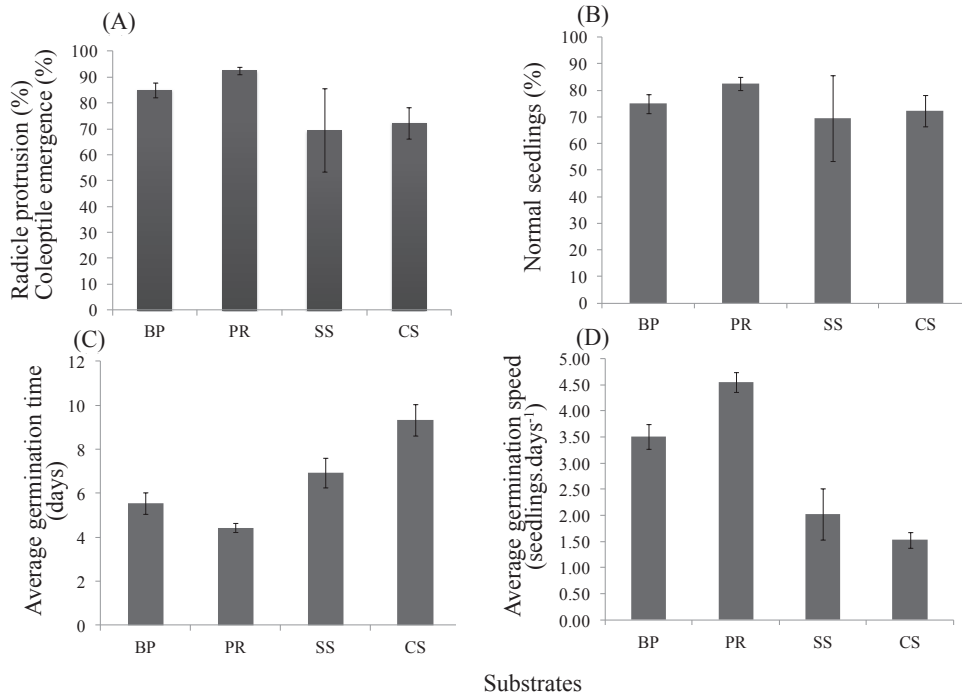 (A)
Radicle protrusion (%)
Coleoptile emergence (%)
100
90
80
70
60
50
40
30
20
10
0
BP PR SS CS
(B)
Normal seedlings (%)
100
90
80
70
60
50
40
30
20
10
0
BP PR SS CS
(C)
Average germination time
(days)
12
10
8
6
4
2
0
BP PR SS CS
(D)
Average germination speed
(seedlings.days⁻¹)
5.00
4.50
4.00
3.50
3.00
2.50
2.00
1.50
1.00
0.50
0.00
BP PR SS CS
Substrates